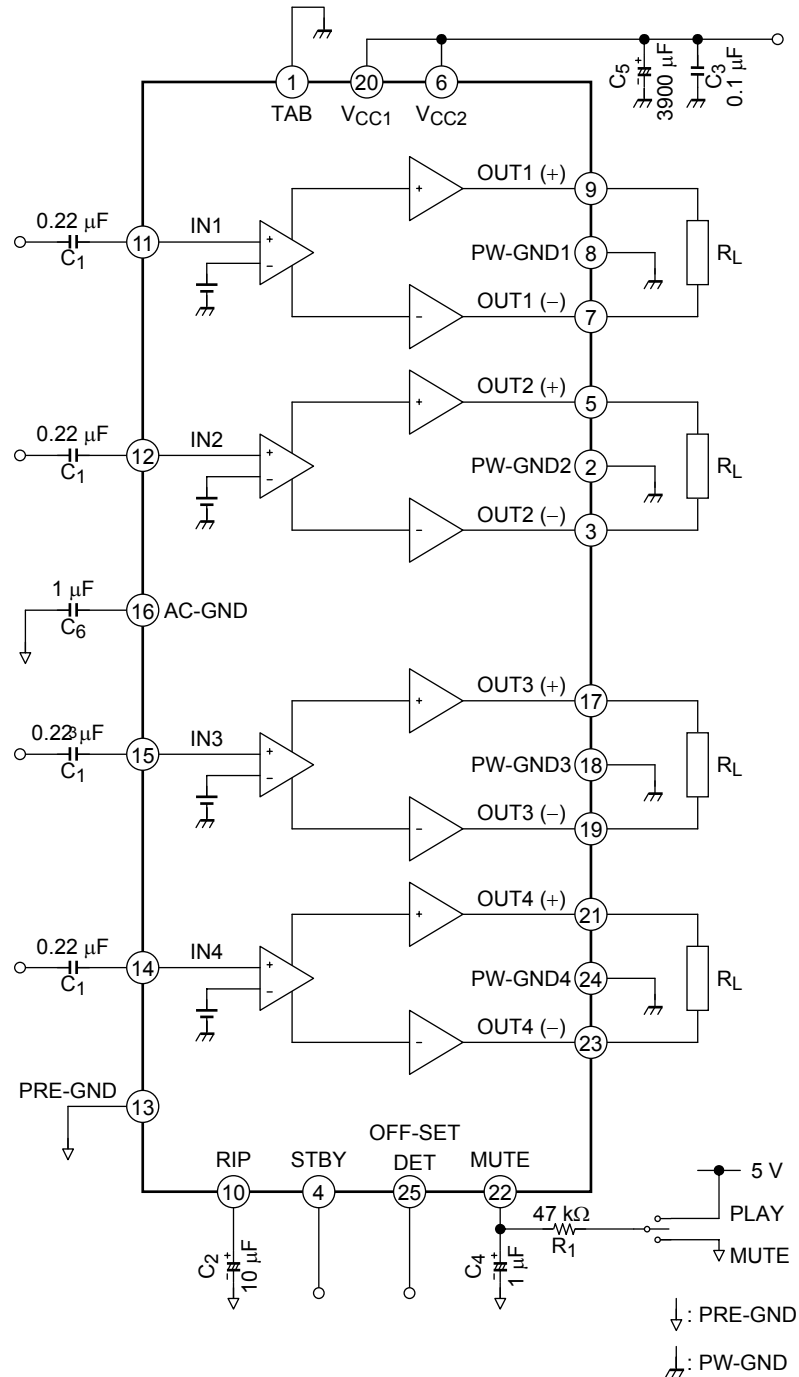 1
20
6
TAB
VCC1
VCC2
C5
3900 µF
C3
0.1 µF
OUT1 (+)
9
0.22 µF
C1
11
IN1
PW-GND1
8
RL
OUT1 (−)
7
OUT2 (+)
5
0.22 µF
C1
12
IN2
PW-GND2
2
RL
OUT2 (−)
3
1 µF
C6
16
AC-GND
OUT3 (+)
17
0.22 µF
C1
15
IN3
PW-GND3
18
RL
OUT3 (−)
19
OUT4 (+)
21
0.22 µF
C1
14
IN4
PW-GND4
24
RL
OUT4 (−)
23
PRE-GND
13
RIP
STBY
OFF-SET
DET
MUTE
10
4
25
22
C2
10 µF
C4
1 µF
47 kΩ
R1
5 V
PLAY
MUTE
: PRE-GND
: PW-GND